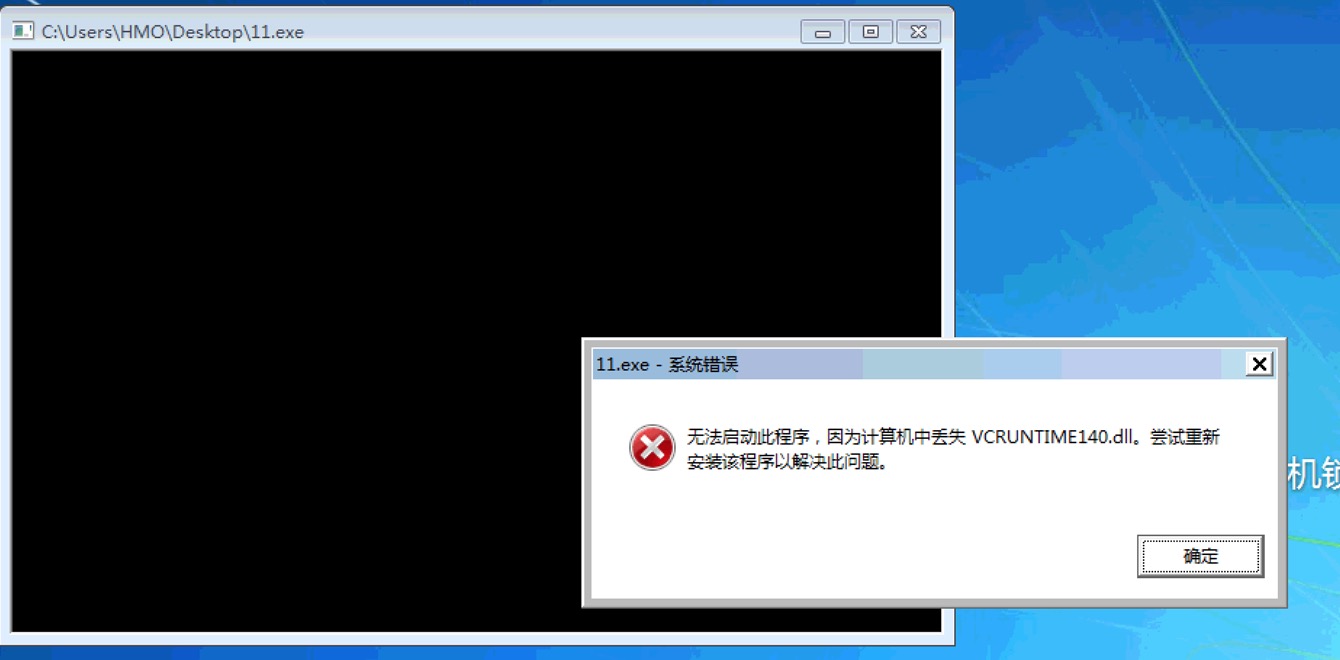 C:\Users\HMO\Desktop\11.exe
11.exe - 系统错误
无法启动此程序，因为计算机中丢失 VCRUNTIME140.dll。尝试重新
安装该程序以解决此问题。
机锁
确定